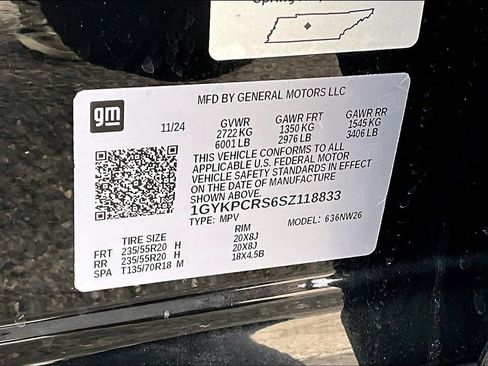 gm
MFD BY GENERAL MOTORS LLC
11/24
GVWR GAWR FRT GAWR RR
2722 KG 1350 KG 1545 KG
6001 LB 2976 LB 3406 LB
THIS VEHICLE CONFORMS TO ALL
APPLICABLE U.S. FEDERAL MOTOR
VEHICLE SAFETY STANDARDS IN EFFECT
ON THE DATE OF MANUFACTURE
SHOWN ABOVE.
1GYKPCRS6SZ118833
TYPE: MPV MODEL: 636NW26
TIRE SIZE RIM
FRT 235/55R20 H 20X8J
RR 235/55R20 H 20X8J
SPA T135/70R18 M 18X4.5B